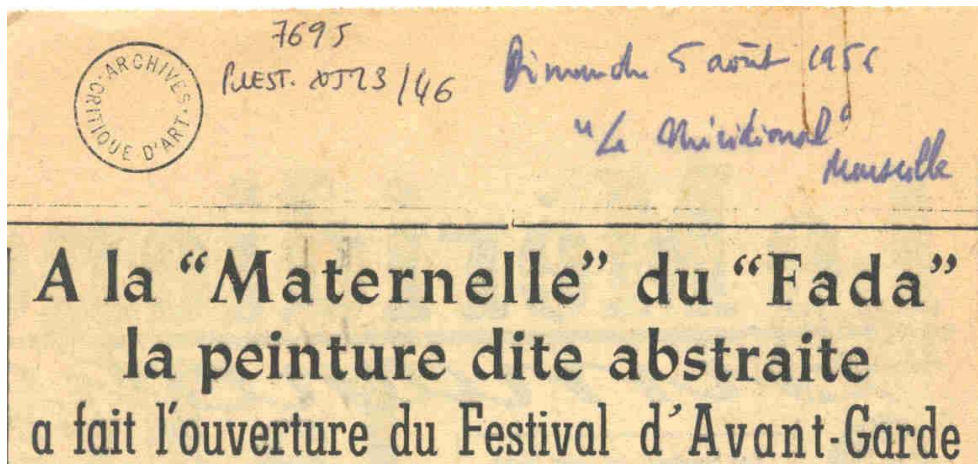 7695
PREST. XSJ23/46
ARCHIVES · CRITIQUE D'ART ·
Dimanche 5 août 1956
"Le Méridional"
Marseille
A la “Maternelle” du “Fada”
la peinture dite abstraite
a fait l'ouverture du Festival d'Avant-Garde